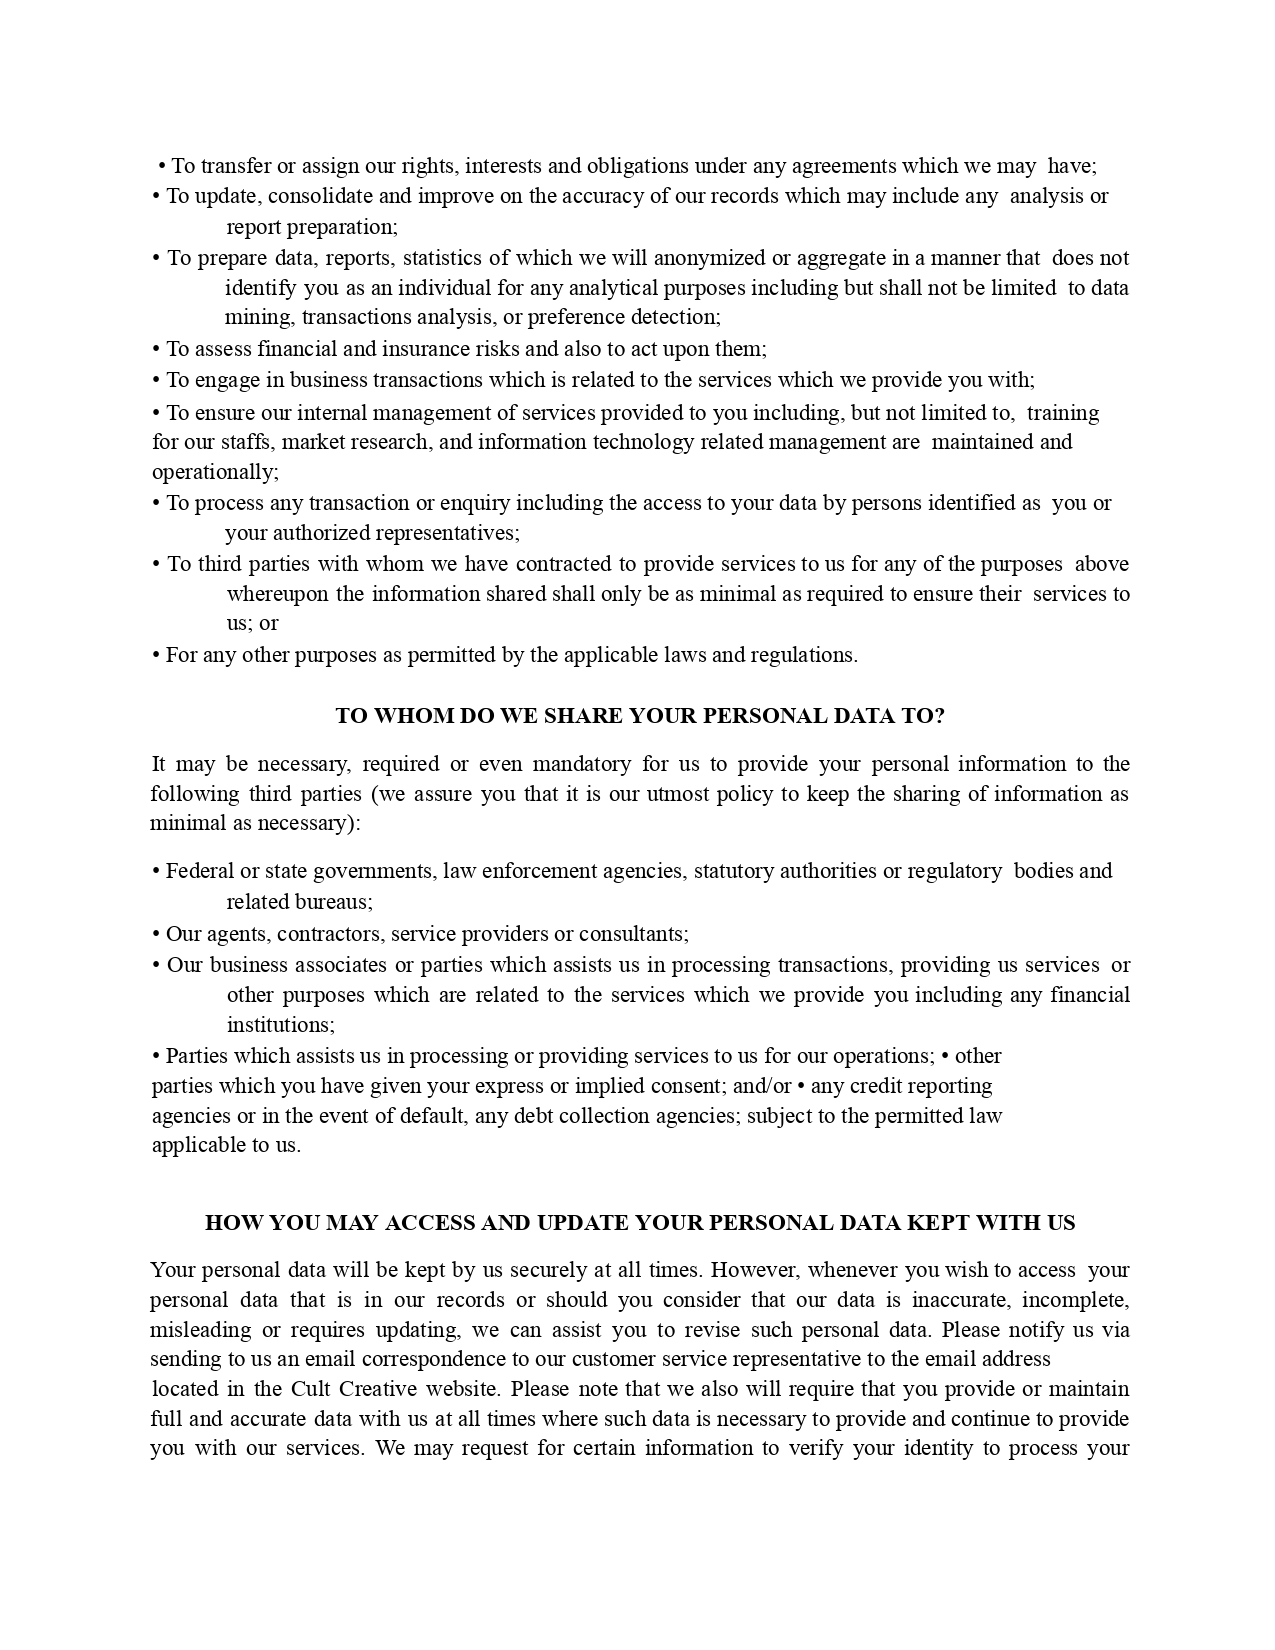 • To transfer or assign our rights, interests and obligations under any agreements which we may have;
• To update, consolidate and improve on the accuracy of our records which may include any analysis or
report preparation;
• To prepare data, reports, statistics of which we will anonymized or aggregate in a manner that does not
identify you as an individual for any analytical purposes including but shall not be limited to data
mining, transactions analysis, or preference detection;
• To assess financial and insurance risks and also to act upon them;
• To engage in business transactions which is related to the services which we provide you with;
• To ensure our internal management of services provided to you including, but not limited to, training
for our staffs, market research, and information technology related management are maintained and
operationally;
• To process any transaction or enquiry including the access to your data by persons identified as you or
your authorized representatives;
• To third parties with whom we have contracted to provide services to us for any of the purposes above
whereupon the information shared shall only be as minimal as required to ensure their services to
us; or
• For any other purposes as permitted by the applicable laws and regulations.
TO WHOM DO WE SHARE YOUR PERSONAL DATA TO?
It may be necessary, required or even mandatory for us to provide your personal information to the
following third parties (we assure you that it is our utmost policy to keep the sharing of information as
minimal as necessary):
• Federal or state governments, law enforcement agencies, statutory authorities or regulatory bodies and
related bureaus;
• Our agents, contractors, service providers or consultants;
• Our business associates or parties which assists us in processing transactions, providing us services or
other purposes which are related to the services which we provide you including any financial
institutions;
• Parties which assists us in processing or providing services to us for our operations; • other
parties which you have given your express or implied consent; and/or • any credit reporting
agencies or in the event of default, any debt collection agencies; subject to the permitted law
applicable to us.
HOW YOU MAY ACCESS AND UPDATE YOUR PERSONAL DATA KEPT WITH US
Your personal data will be kept by us securely at all times. However, whenever you wish to access your
personal data that is in our records or should you consider that our data is inaccurate, incomplete,
misleading or requires updating, we can assist you to revise such personal data. Please notify us via
sending to us an email correspondence to our customer service representative to the email address
located in the Cult Creative website. Please note that we also will require that you provide or maintain
full and accurate data with us at all times where such data is necessary to provide and continue to provide
you with our services. We may request for certain information to verify your identity to process your